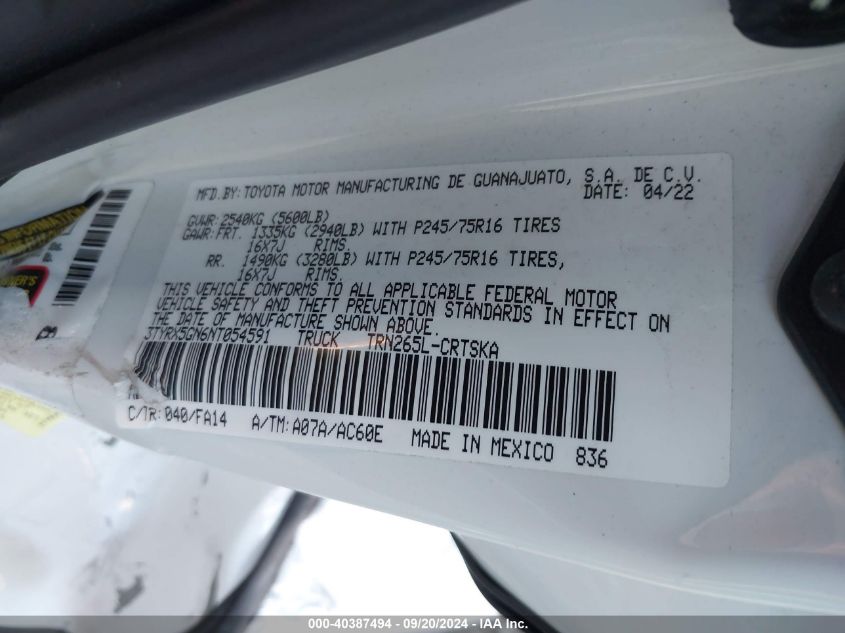 MFD.BY:TOYOTA MOTOR MANUFACTURING DE GUANAJUATO, S.A. DE C.V.
DATE: 04/22
GVWR:2540KG (5600LB)
GAWR:FRT. 1335KG (2940LB) WITH P245/75R16 TIRES
16X7J RIMS.
RR. 1490KG (3280LB) WITH P245/75R16 TIRES,
16X7J RIMS.
THIS VEHICLE CONFORMS TO ALL APPLICABLE FEDERAL MOTOR
VEHICLE SAFETY AND THEFT PREVENTION STANDARDS IN EFFECT ON
THE DATE OF MANUFACTURE SHOWN ABOVE.
3TYRX5GN6NT054591 TRUCK TRN265L-CRTSKA
C/TR:040/FA14 A/TM:A07A/AC60E MADE IN MEXICO 836
INFORMATION
OWNER'S
000-40387494 - 09/20/2024 - IAA Inc.